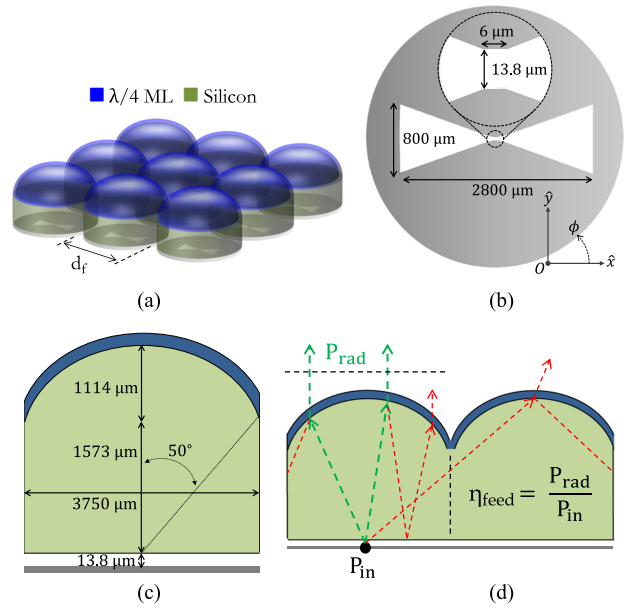 λ/4 ML Silicon
d_f
(a)
6 μm
13.8 μm
800 μm
2800 μm
ŷ
ϕ
O
x̂
(b)
1114 μm
1573 μm
50°
3750 μm
13.8 μm
(c)
P_rad
η_feed = P_rad / P_in
P_in
(d)